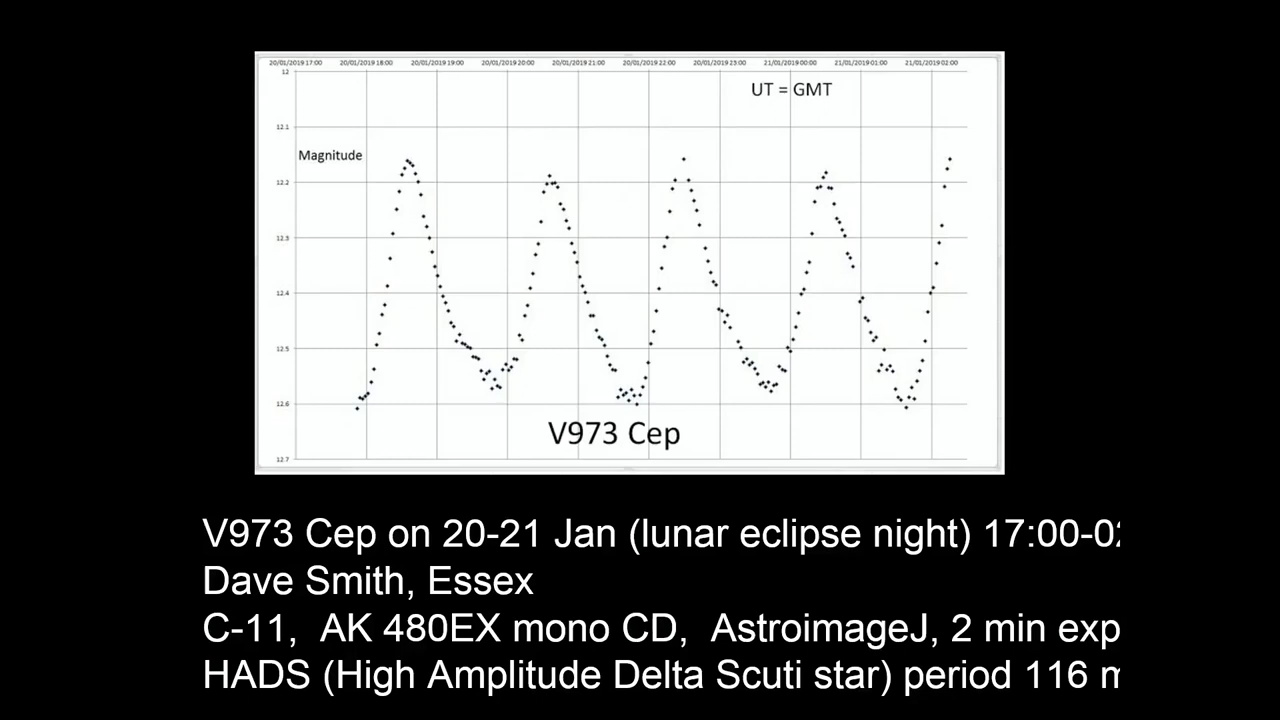 20/01/2019 17:00 20/01/2019 18:00 20/01/2019 19:00 20/01/2019 20:00 20/01/2019 21:00 20/01/2019 22:00 20/01/2019 23:00 21/01/2019 00:00 21/01/2019 01:00 21/01/2019 02:00
12
UT = GMT
12.1
Magnitude
12.2
12.3
12.4
12.5
12.6
V973 Cep
12.7
V973 Cep on 20-21 Jan (lunar eclipse night) 17:00-02
Dave Smith, Essex
C-11, AK 480EX mono CD, AstroimageJ, 2 min exp
HADS (High Amplitude Delta Scuti star) period 116 m